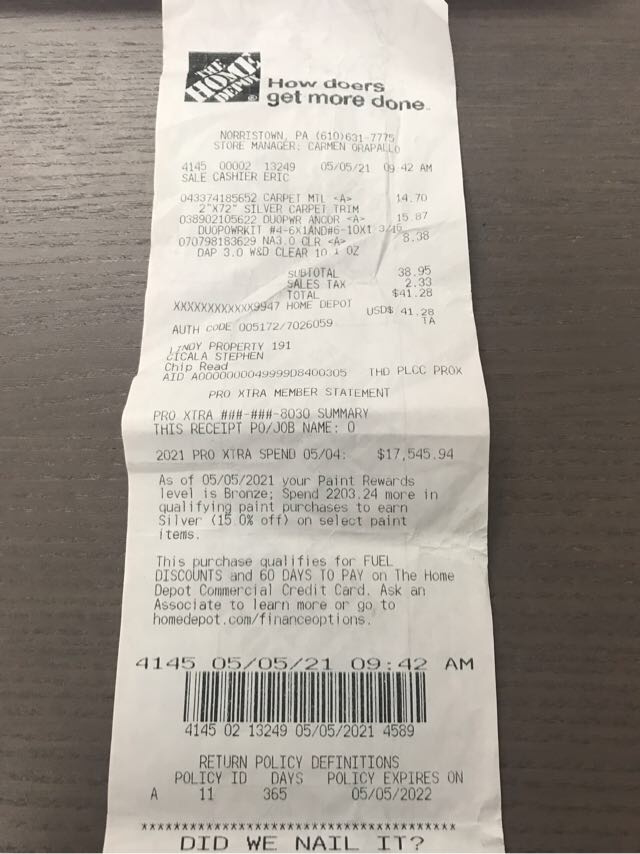 THE
HOME
DEPOT
How doers
get more done.
NORRISTOWN, PA (610)631-7775
STORE MANAGER: CARMEN GRAPALLO
4145 00002 13249 05/05/21 09:42 AM
SALE CASHIER ERIC
043374185652 CARPET MTL <A> 14.70
2"X72" SILVER CARPET TRIM
038902105622 DUOPWR ANCOR <A> 15.87
DUOPOWRKIT #4-6X1AND#6-10X1 3/16
070798183629 NA3.0 CLR <A> 8.38
DAP 3.0 W&D CLEAR 10.1 OZ
SUBTOTAL 38.95
SALES TAX 2.33
TOTAL $41.28
XXXXXXXXXXXX9947 HOME DEPOT
USD$ 41.28
AUTH CODE 005172/7026059 TA
LINDY PROPERTY 191
CICALA STEPHEN
Chip Read
AID A0000000049999D8400305 THD PLCC PROX
PRO XTRA MEMBER STATEMENT
PRO XTRA ###-###-8030 SUMMARY
THIS RECEIPT PO/JOB NAME: 0
2021 PRO XTRA SPEND 05/04: $17,545.94
As of 05/05/2021 your Paint Rewards
level is Bronze; Spend 2203.24 more in
qualifying paint purchases to earn
Silver (15.0% off) on select paint
items.
This purchase qualifies for FUEL
DISCOUNTS and 60 DAYS TO PAY on The Home
Depot Commercial Credit Card. Ask an
Associate to learn more or go to
homedepot.com/financeoptions.
4145 05/05/21 09:42 AM
4145 02 13249 05/05/2021 4589
RETURN POLICY DEFINITIONS
POLICY ID DAYS POLICY EXPIRES ON
A 11 365 05/05/2022
****************************************
DID WE NAIL IT?